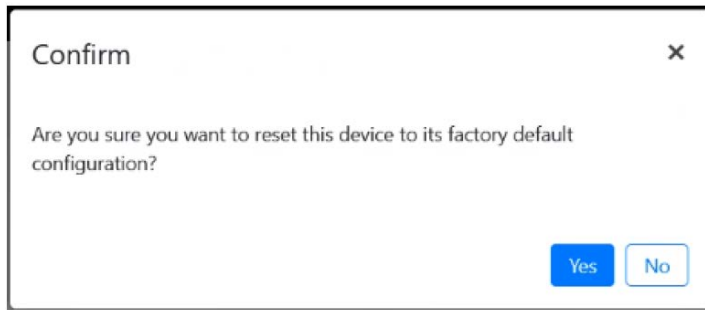 Confirm
Are you sure you want to reset this device to its factory default
configuration?
Yes
No